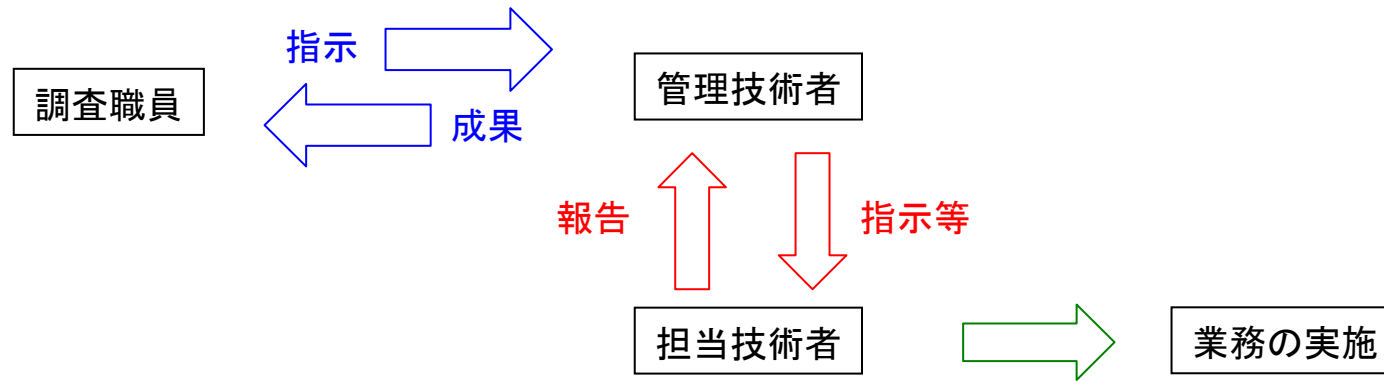 指示
調査職員
管理技術者
成果
報告
指示等
担当技術者
業務の実施